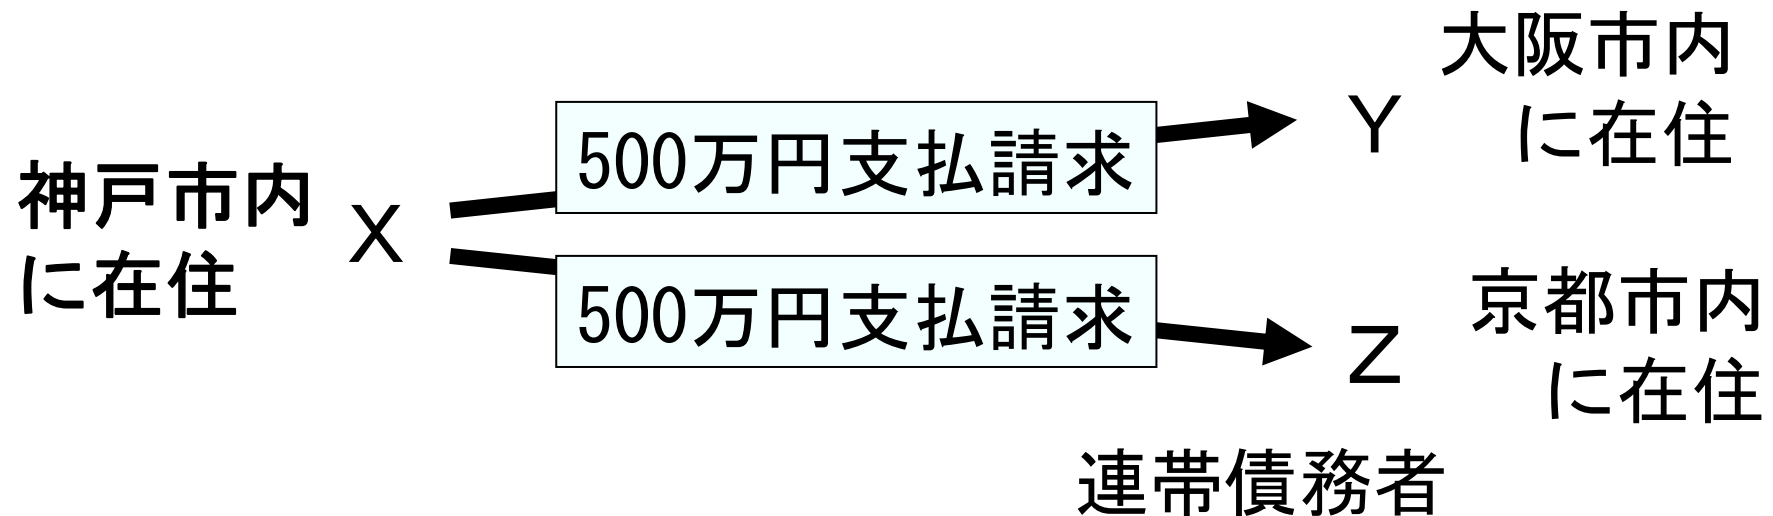 神戸市内
に在住
X
500万円支払請求
Y
大阪市内
に在住
500万円支払請求
Z
京都市内
に在住
連帯債務者